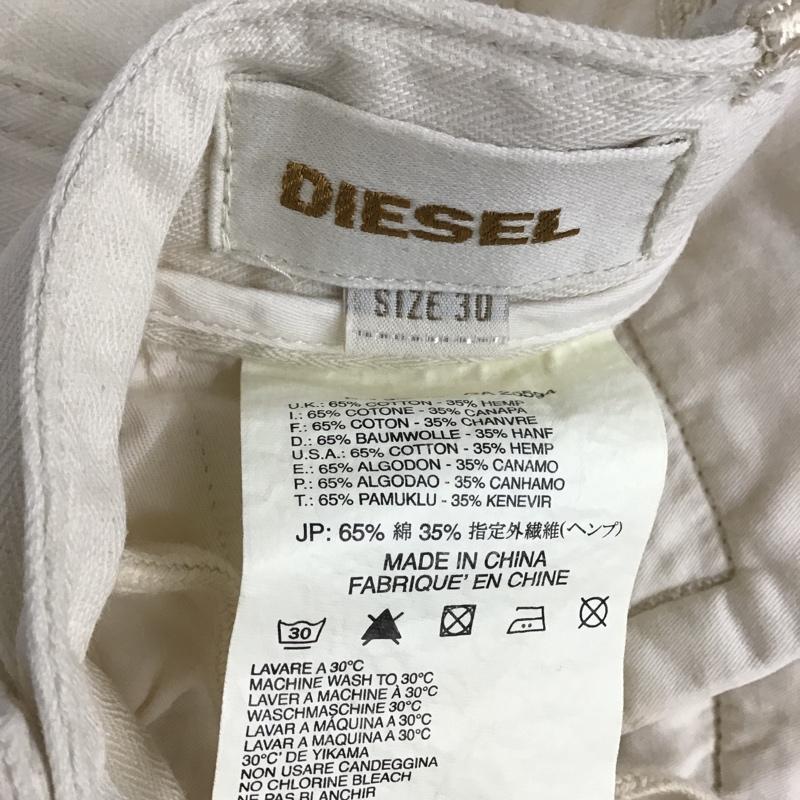 DIESEL
SIZE 30
U.K.: 65% COTTON - 35% HEMP
I.: 65% COTONE - 35% CANAPA
F.: 65% COTON - 35% CHANVRE
D.: 65% BAUMWOLLE - 35% HANF
U.S.A.: 65% COTTON - 35% HEMP
E.: 65% ALGODON - 35% CANAMO
P.: 65% ALGODAO - 35% CANHAMO
T.: 65% PAMUKLU - 35% KENEVIR
JP: 65% 綿 35% 指定外繊維(ヘンプ)
MADE IN CHINA
FABRIQUE' EN CHINE
30
LAVARE A 30°C
MACHINE WASH TO 30°C
LAVER A MACHINE À 30°C
WASCHMASCHINE 30°C
LAVAR A MÁQUINA A 30°C
LAVAR A MAQUINA A 30°C
30°C' DE YIKAMA
NON USARE CANDEGGINA
NO CHLORINE BLEACH
NE PAS BLANCHIR